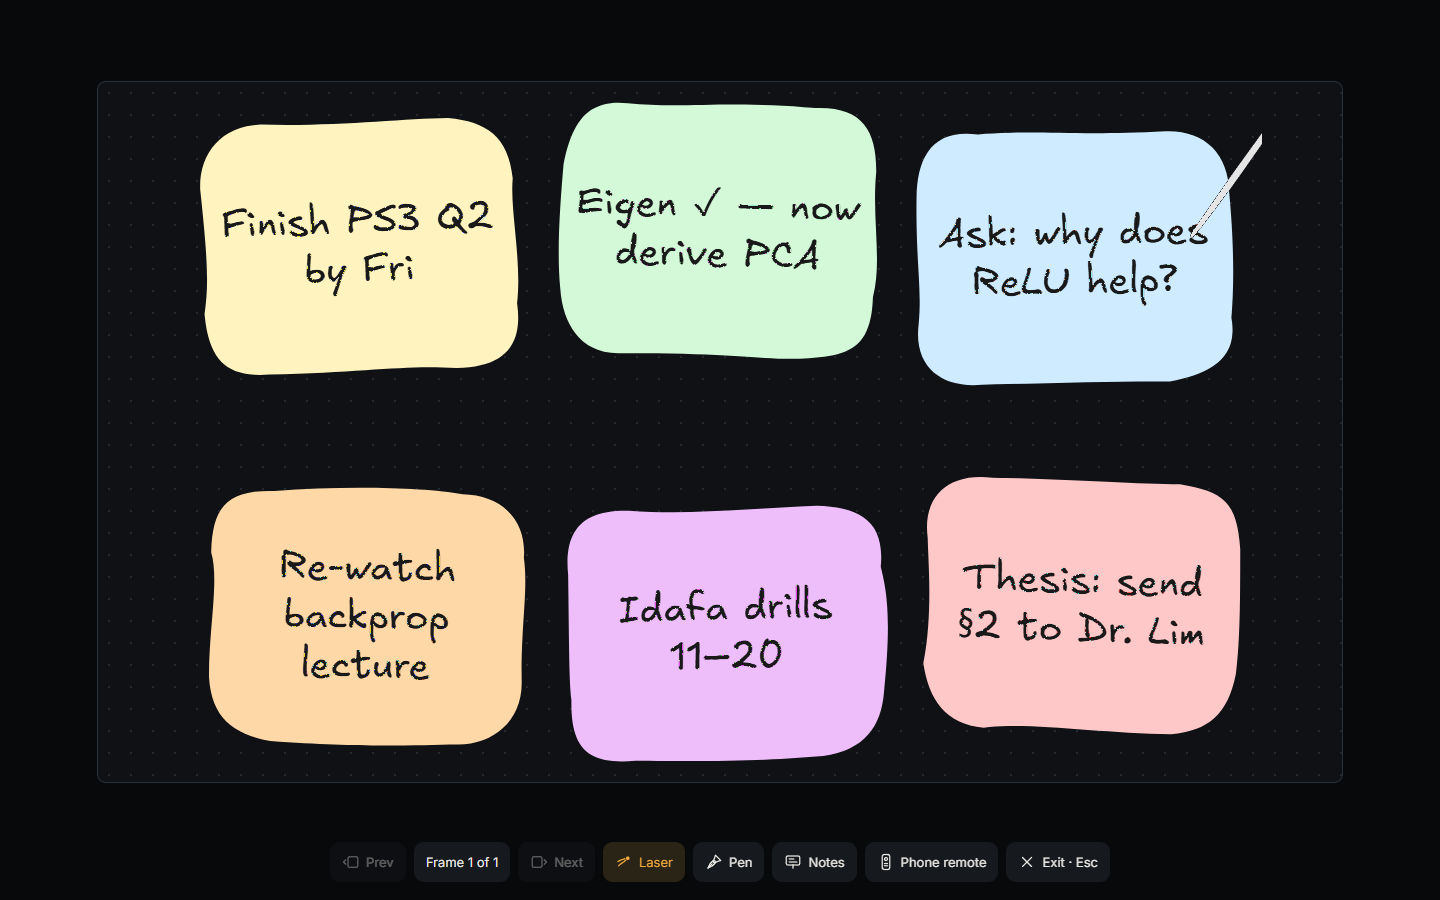 Finish PS3 Q2
by Fri
Eigen ✓ — now
derive PCA
Ask: why does
ReLU help?
Re-watch
backprop
lecture
Idafa drills
11–20
Thesis: send
§2 to Dr. Lim
Prev
Frame 1 of 1
Next
Laser
Pen
Notes
Phone remote
Exit · Esc